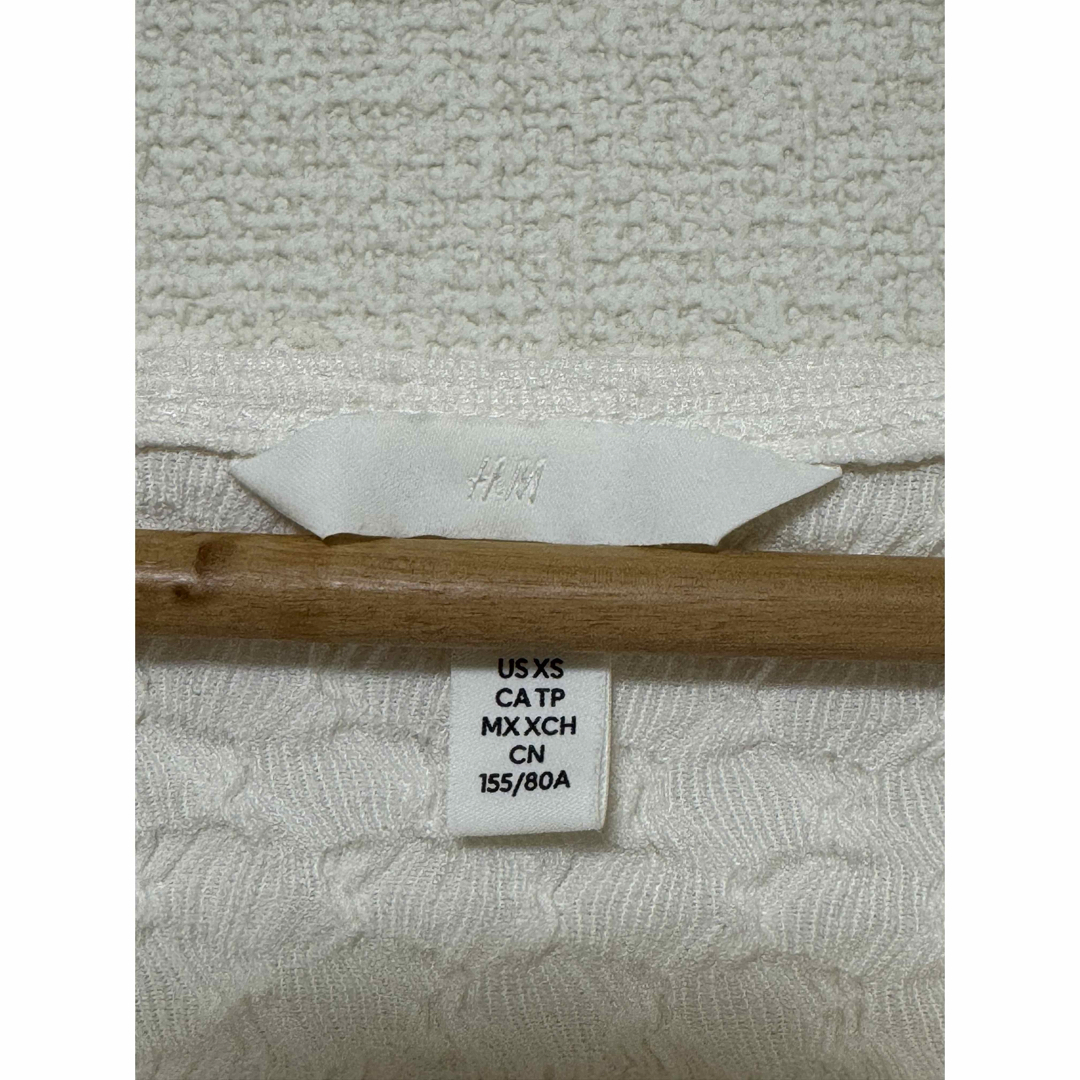 H&M
US XS
CA TP
MX XCH
CN
155/80A